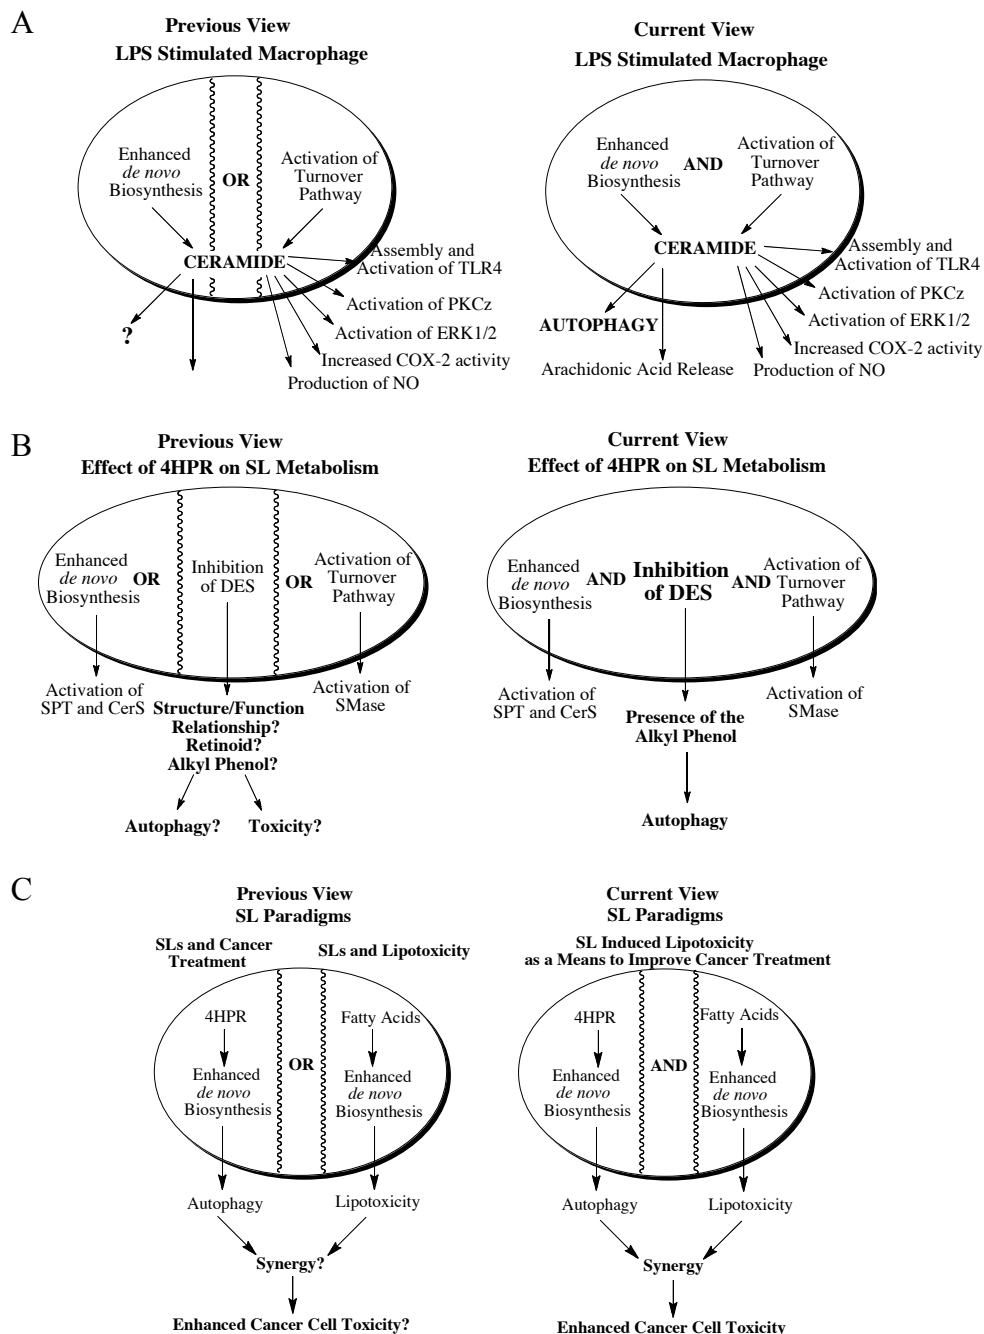 A
Previous View
LPS Stimulated Macrophage
Enhanced
de novo
Biosynthesis
OR
Activation of
Turnover
Pathway
CERAMIDE
Assembly and
Activation of TLR4
Activation of PKCz
Activation of ERK1/2
Increased COX-2 activity
Production of NO
?
Current View
LPS Stimulated Macrophage
Enhanced
de novo
Biosynthesis
AND
Activation of
Turnover
Pathway
CERAMIDE
Assembly and
Activation of TLR4
Activation of PKCz
Activation of ERK1/2
Increased COX-2 activity
Production of NO
AUTOPHAGY
Arachidonic Acid Release
B
Previous View
Effect of 4HPR on SL Metabolism
Enhanced
de novo
Biosynthesis
OR
Inhibition
of DES
OR
Activation of
Turnover
Pathway
Activation of
SPT and CerS
Structure/Function
Relationship?
Retinoid?
Alkyl Phenol?
Activation of
SMase
Autophagy?
Toxicity?
Current View
Effect of 4HPR on SL Metabolism
Enhanced
de novo
Biosynthesis
AND
Inhibition
of DES
AND
Activation of
Turnover
Pathway
Activation of
SPT and CerS
Presence of the
Alkyl Phenol
Activation of
SMase
Autophagy
C
Previous View
SL Paradigms
SLs and Cancer
Treatment
SLs and Lipotoxicity
4HPR
Enhanced
de novo
Biosynthesis
OR
Fatty Acids
Enhanced
de novo
Biosynthesis
Autophagy
Lipotoxicity
Synergy?
Enhanced Cancer Cell Toxicity?
Current View
SL Paradigms
SL Induced Lipotoxicity
as a Means to Improve Cancer Treatment
4HPR
Enhanced
de novo
Biosynthesis
AND
Fatty Acids
Enhanced
de novo
Biosynthesis
Autophagy
Lipotoxicity
Synergy
Enhanced Cancer Cell Toxicity